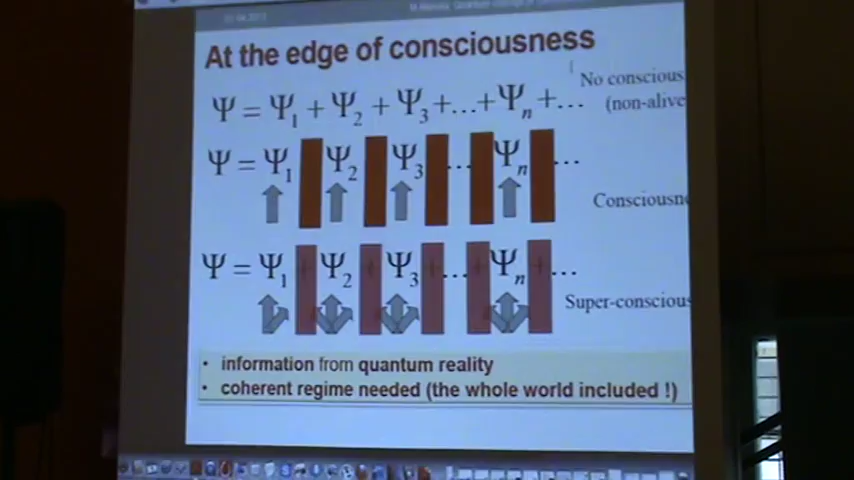 At the edge of consciousness
Ψ = Ψ1 + Ψ2 + Ψ3 +...+ Ψn +...
No conscious
(non-alive
Ψ = Ψ1 Ψ2 Ψ3 ... Ψn ...
Consciousn
Ψ = Ψ1 + Ψ2 + Ψ3 + ... + Ψn + ...
Super-conscious
• information from quantum reality
• coherent regime needed (the whole world included !)